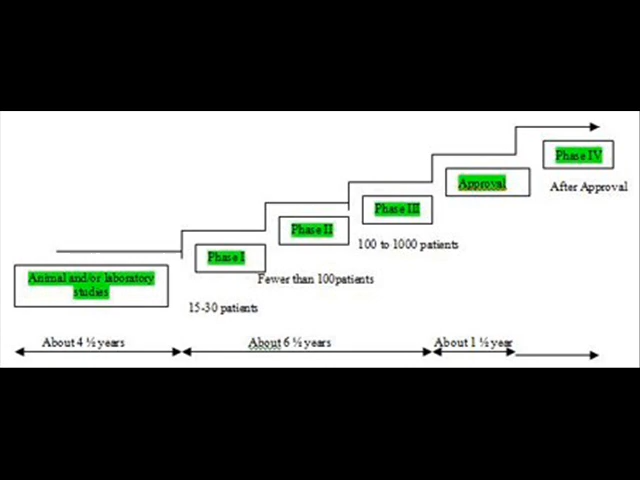 Phase IV
Approval
After Approval
Phase III
Phase II
100 to 1000 patients
Phase I
Animal and/or laboratory
studies
Fewer than 100patients
15-30 patients
About 4 ½ years
About 6 ½ years
About 1 ½ year